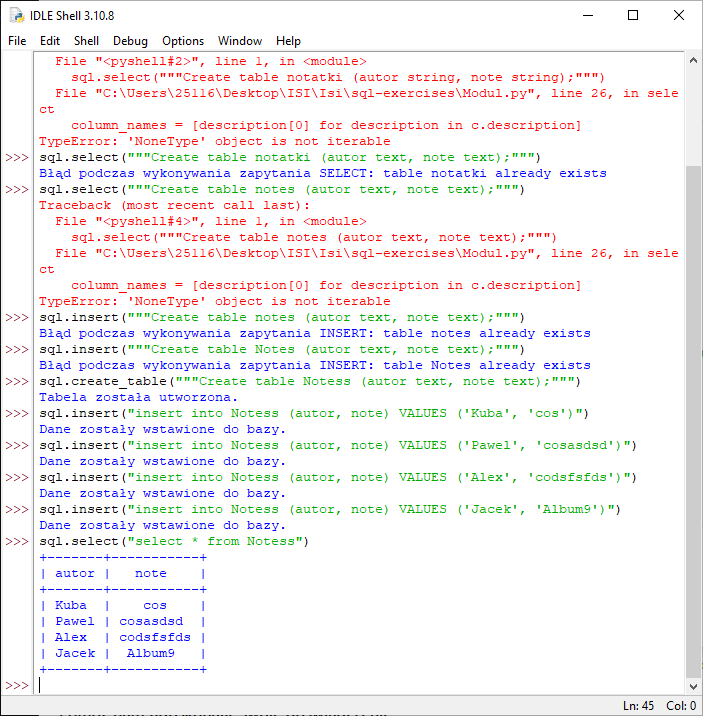 IDLE Shell 3.10.8
File Edit Shell Debug Options Window Help
File "<pyshell#2>", line 1, in <module>
sql.select("""Create table notatki (autor string, note string);""")
File "C:\Users\25116\Desktop\ISI\Isi\sql-exercises\Modul.py", line 26, in sele
ct
column_names = [description[0] for description in c.description]
TypeError: 'NoneType' object is not iterable
>>> sql.select("""Create table notatki (autor text, note text);""")
Błąd podczas wykonywania zapytania SELECT: table notatki already exists
>>> sql.select("""Create table notes (autor text, note text);""")
Traceback (most recent call last):
File "<pyshell#4>", line 1, in <module>
sql.select("""Create table notes (autor text, note text);""")
File "C:\Users\25116\Desktop\ISI\Isi\sql-exercises\Modul.py", line 26, in sele
ct
column_names = [description[0] for description in c.description]
TypeError: 'NoneType' object is not iterable
>>> sql.insert("""Create table notes (autor text, note text);""")
Błąd podczas wykonywania zapytania INSERT: table notes already exists
>>> sql.insert("""Create table Notes (autor text, note text);""")
Błąd podczas wykonywania zapytania INSERT: table Notes already exists
>>> sql.create_table("""Create table Notess (autor text, note text);""")
Tabela została utworzona.
>>> sql.insert("insert into Notess (autor, note) VALUES ('Kuba', 'cos')")
Dane zostały wstawione do bazy.
>>> sql.insert("insert into Notess (autor, note) VALUES ('Pawel', 'cosasdsd')")
Dane zostały wstawione do bazy.
>>> sql.insert("insert into Notess (autor, note) VALUES ('Alex', 'codsfsfds')")
Dane zostały wstawione do bazy.
>>> sql.insert("insert into Notess (autor, note) VALUES ('Jacek', 'Album9')")
Dane zostały wstawione do bazy.
>>> sql.select("select * from Notess")
+-------+-----------+
| autor |   note    |
+-------+-----------+
| Kuba  |    cos    |
| Pawel | cosasdsd  |
| Alex  | codsfsfds |
| Jacek |  Album9   |
+-------+-----------+
>>>
Ln: 45 Col: 0